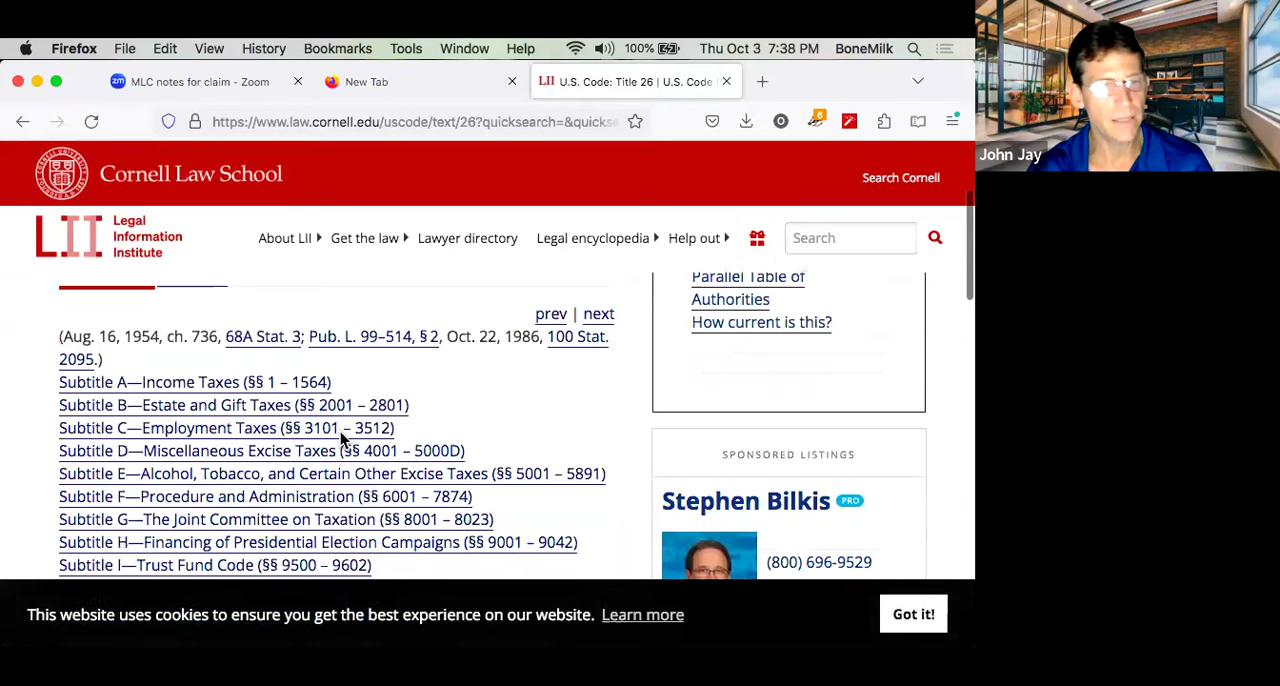 Firefox File Edit View History Bookmarks Tools Window Help 100% Thu Oct 3 7:38 PM BoneMilk
zm MLC notes for claim - Zoom New Tab LII U.S. Code: Title 26 | U.S. Code
https://www.law.cornell.edu/uscode/text/26?quicksearch=&quickse
6
John Jay
Cornell Law School
Search Cornell
LII Legal
Information
Institute
About LII Get the law Lawyer directory Legal encyclopedia Help out Search
Parallel Table of
Authorities
How current is this?
prev | next
(Aug. 16, 1954, ch. 736, 68A Stat. 3; Pub. L. 99–514, § 2, Oct. 22, 1986, 100 Stat.
2095.)
Subtitle A—Income Taxes (§§ 1 – 1564)
Subtitle B—Estate and Gift Taxes (§§ 2001 – 2801)
Subtitle C—Employment Taxes (§§ 3101 – 3512)
Subtitle D—Miscellaneous Excise Taxes (§§ 4001 – 5000D)
Subtitle E—Alcohol, Tobacco, and Certain Other Excise Taxes (§§ 5001 – 5891)
Subtitle F—Procedure and Administration (§§ 6001 – 7874)
Subtitle G—The Joint Committee on Taxation (§§ 8001 – 8023)
Subtitle H—Financing of Presidential Election Campaigns (§§ 9001 – 9042)
Subtitle I—Trust Fund Code (§§ 9500 – 9602)
SPONSORED LISTINGS
Stephen Bilkis PRO
(800) 696-9529
This website uses cookies to ensure you get the best experience on our website. Learn more
Got it!